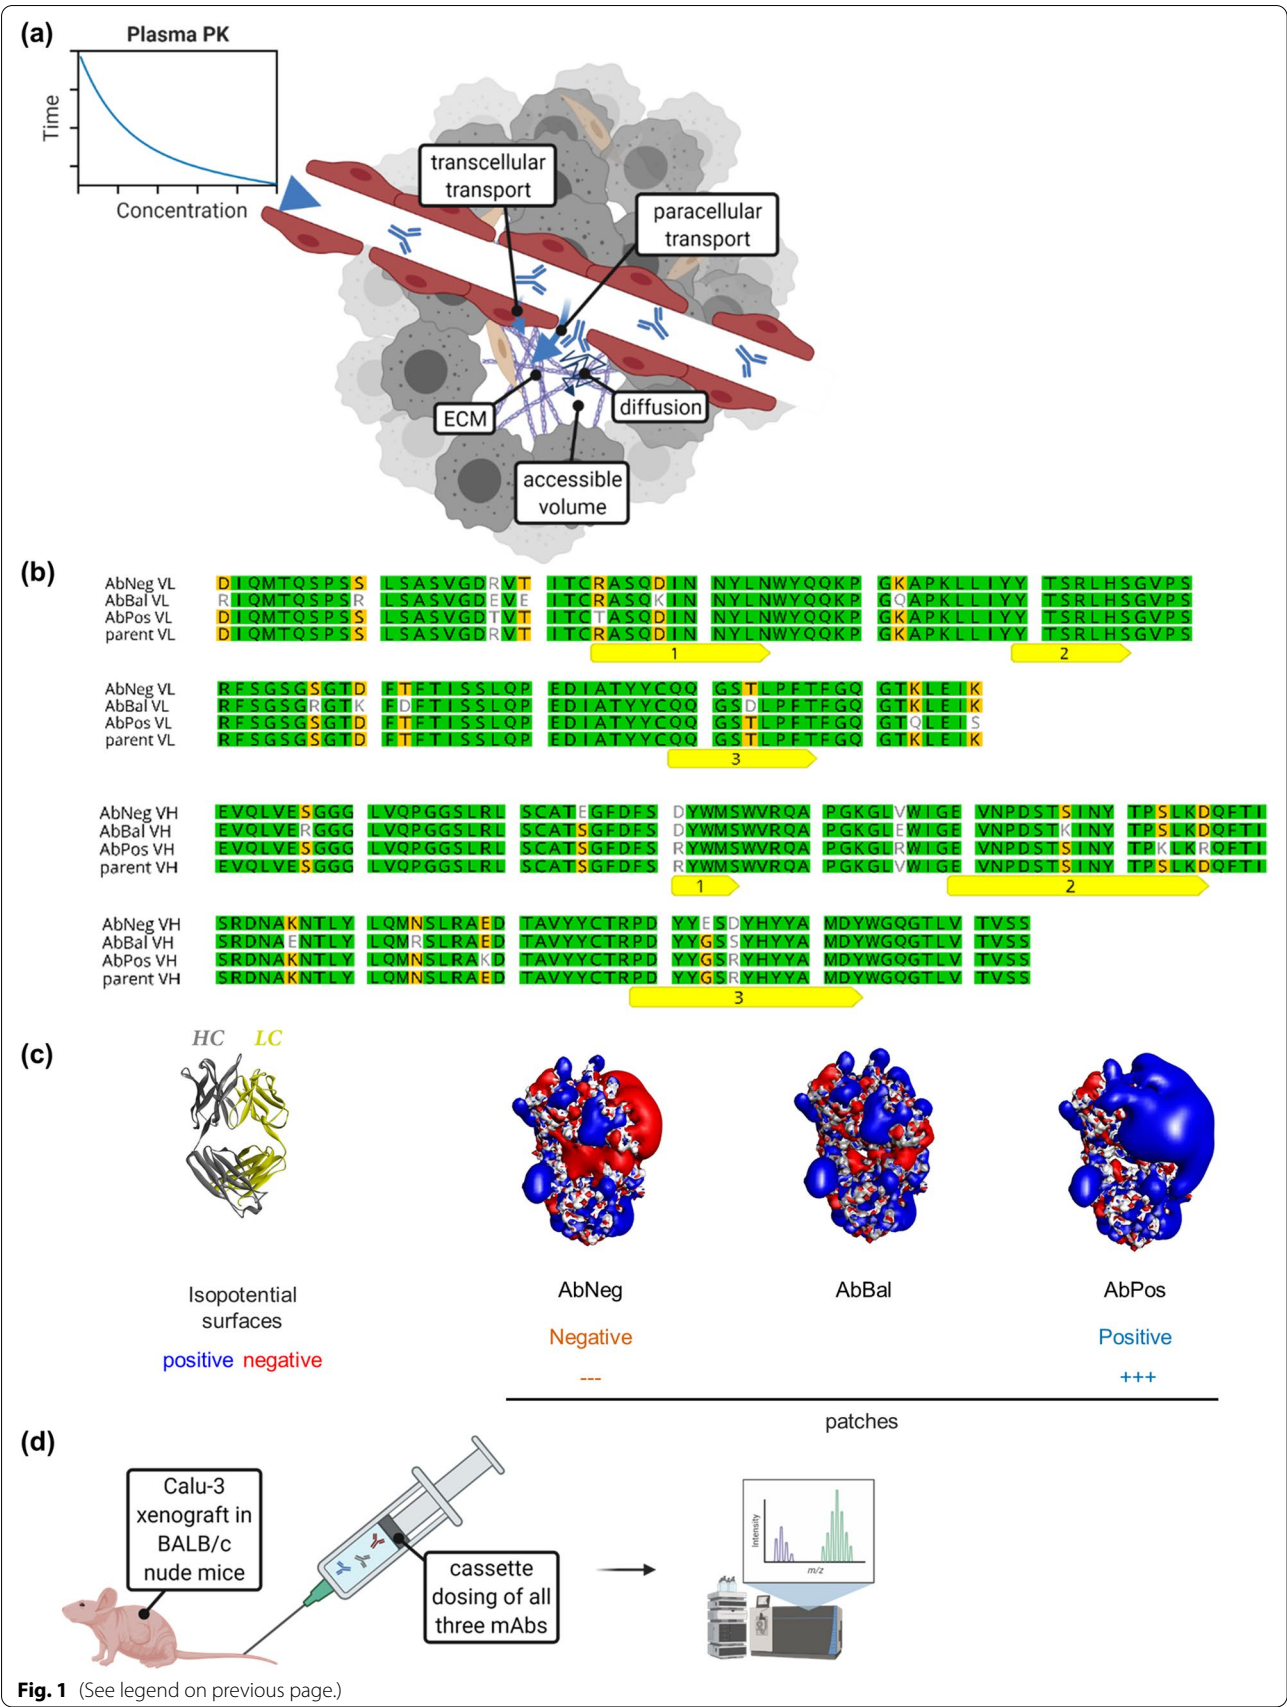 (a)
Plasma PK
Time
Concentration
transcellular
transport
paracellular
transport
ECM
diffusion
accessible
volume
(b)
AbNeg VL DIQMTQSPSS LSASVGDRVT ITCRASQDIN NYLNWYQQKP GKAPKLLIYY TSRLHSGVPS
AbBal VL RIQMTQSPSR LSASVGDEVE ITCRASQKIN NYLNWYQQKP GQAPKLLIYY TSRLHSGVPS
AbPos VL DIQMTQSPSS LSASVGDTVT ITCTASQDIN NYLNWYQQKP GKAPKLLIYY TSRLHSGVPS
parent VL DIQMTQSPSS LSASVGDRVT ITCRASQDIN NYLNWYQQKP GKAPKLLIYY TSRLHSGVPS
1 2
AbNeg VL RFSGSGSGTD FTFTISSLQP EDIATYYCQQ GSTLPFTFGQ GTKLEIK
AbBal VL RFSGSGRGTK FDFTISSLQP EDIATYYCQQ GSDLPFTFGQ GTKLEIK
AbPos VL RFSGSGSGTD FTFTISSLQP EDIATYYCQQ GSTLPFTFGQ GTQLEIS
parent VL RFSGSGSGTD FTFTISSLQP EDIATYYCQQ GSTLPFTFGQ GTKLEIK
3
AbNeg VH EVQLVESGGG LVQPGGSLRL SCATEGFDFS DYWMSWVRQA PGKGLVWIGE VNPDSTSINY TPSLKDQFTI
AbBal VH EVQLVERGGG LVQPGGSLRL SCATSGFDFS DYWMSWVRQA PGKGLEWIGE VNPDSTKINY TPSLKDQFTI
AbPos VH EVQLVESGGG LVQPGGSLRL SCATSGFDFS RYWMSWVRQA PGKGLRWIGE VNPDSTSINY TPKLKRQFTI
parent VH EVQLVESGGG LVQPGGSLRL SCATSGFDFS RYWMSWVRQA PGKGLVWIGE VNPDSTSINY TPSLKDQFTI
1 2
AbNeg VH SRDNAKNTLY LQMNSLRAED TAVYYCTRPD YYESDYHYYA MDYWGQGTLV TVSS
AbBal VH SRDNAENTLY LQMRSLRAED TAVYYCTRPD YYGSSYHYYA MDYWGQGTLV TVSS
AbPos VH SRDNAKNTLY LQMNSLRAKD TAVYYCTRPD YYGSRYHYYA MDYWGQGTLV TVSS
parent VH SRDNAKNTLY LQMNSLRAED TAVYYCTRPD YYGSRYHYYA MDYWGQGTLV TVSS
3
(c)
HC LC
Isopotential
surfaces
positive negative
AbNeg AbBal AbPos
Negative Positive
--- +++
patches
(d)
Calu-3
xenograft in
BALB/c
nude mice
cassette
dosing of all
three mAbs
Intensity
m/z
Fig. 1 (See legend on previous page.)